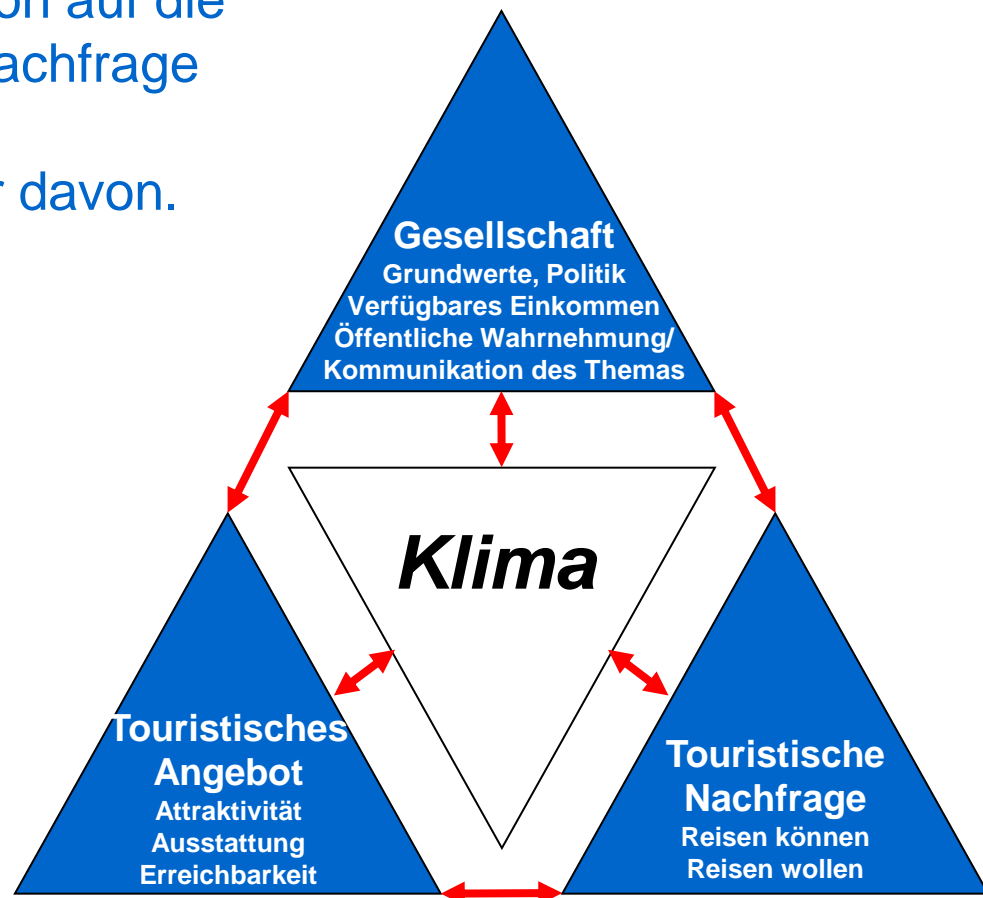 on auf die
achfrage
r davon.
Gesellschaft
Grundwerte, Politik
Verfügbares Einkommen
Öffentliche Wahrnehmung/
Kommunikation des Themas
Klima
Touristisches
Angebot
Attraktivität
Ausstattung
Erreichbarkeit
Touristische
Nachfrage
Reisen können
Reisen wollen